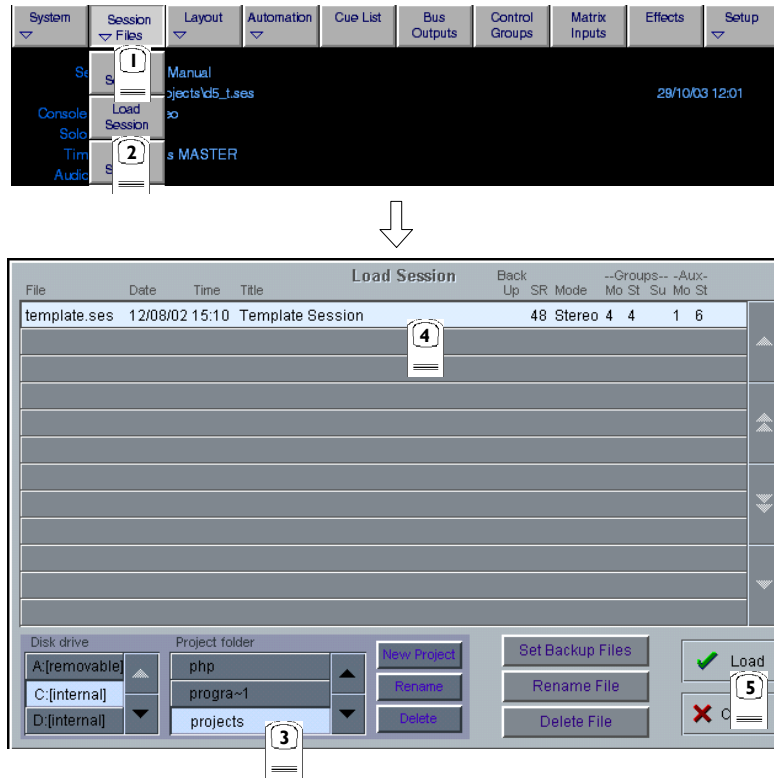 System Session Files Layout Automation Cue List Bus Outputs Control Groups Matrix Inputs Effects Setup
1
Manual
ojects\d5_t.ses 29/10/03 12:01
Console Load Session
Solo
Tim 2 s MASTER
Audio
Load Session
File Date Time Title Back Up SR Mode --Groups-- Mo St Su -Aux- Mo St
template.ses 12/08/02 15:10 Template Session 48 Stereo 4 4 1 6
4
Disk drive Project folder
A:[removable] php New Project Set Backup Files Load
C:[internal] progra~1 Rename Rename File 5
D:[internal] projects Delete Delete File
3